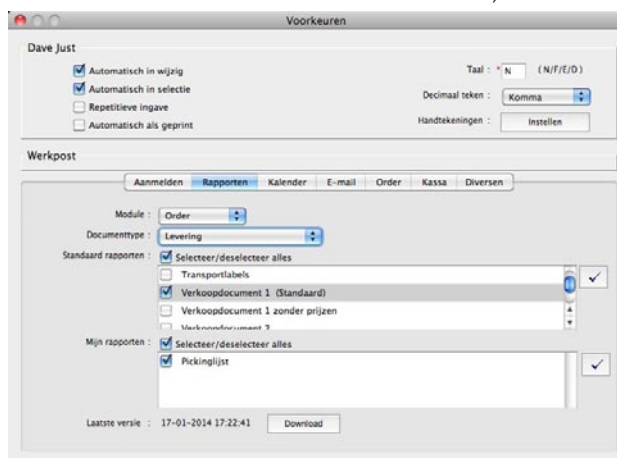 Voorkeuren
Dave Just
Automatisch in wijzig
Automatisch in selectie
Repetitieve ingave
Automatisch als geprint
Taal : * N (N/F/E/D)
Decimaal teken : Komma
Handtekeningen : Instellen
Werkpost
Aanmelden Rapporten Kalender E-mail Order Kassa Diversen
Module : Order
Documenttype : Levering
Standaard rapporten : Selecteer/deselecteer alles
Transportlabels
Verkoopdocument 1 (Standaard)
Verkoopdocument 1 zonder prijzen
Verkoopdocument 2
Mijn rapporten : Selecteer/deselecteer alles
Pickinglijst
Laatste versie : 17-01-2014 17:22:41 Download